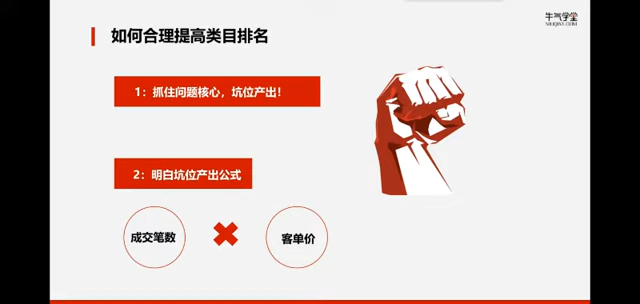 牛气学堂
NIUQIXT.COM
如何合理提高类目排名
1：抓住问题核心，坑位产出！
2：明白坑位产出公式
成交笔数
客单价